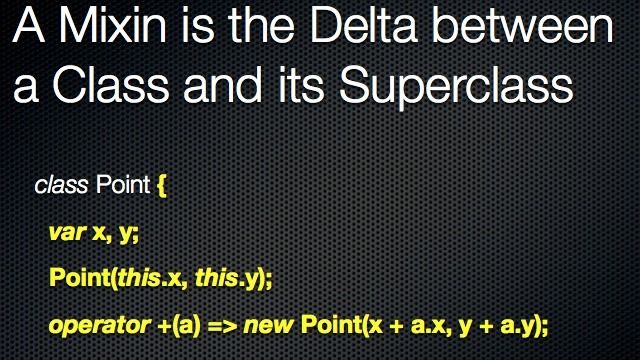 A Mixin is the Delta between
a Class and its Superclass
class Point {
var x, y;
Point(this.x, this.y);
operator +(a) => new Point(x + a.x, y + a.y);